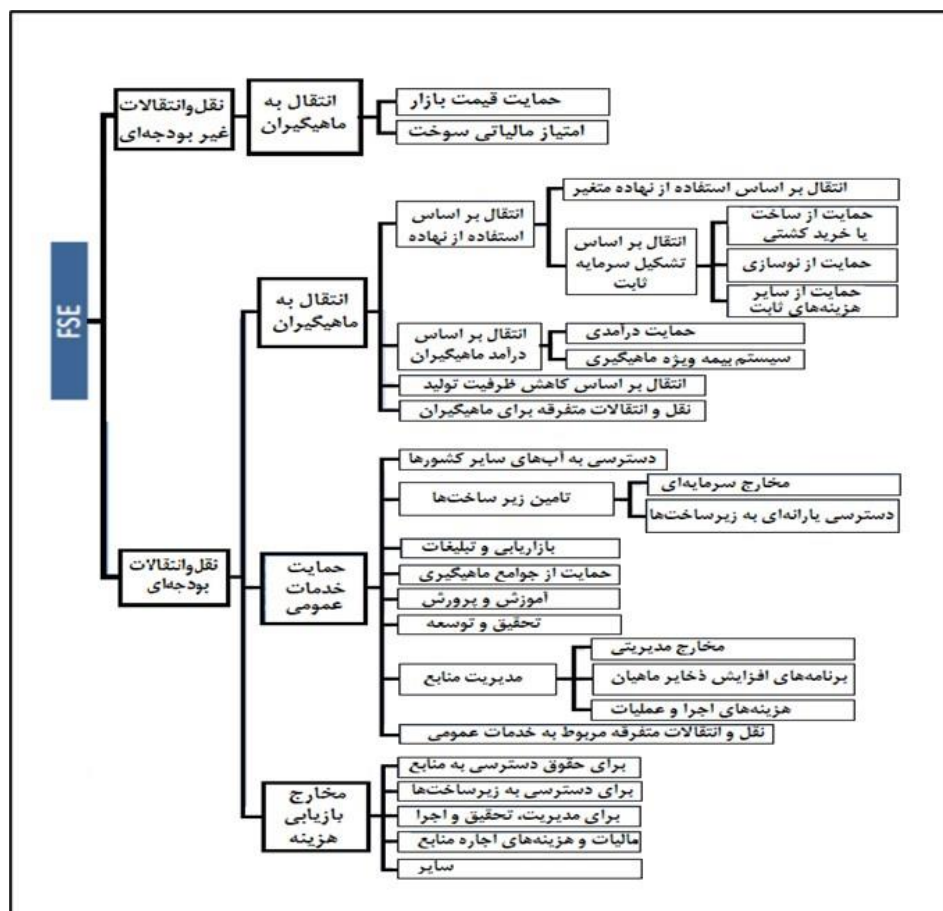 FSE
نقل‌وانتقالات
غیر بودجه‌ای
انتقال به
ماهیگیران
حمایت قیمت بازار
امتیاز مالیاتی سوخت
نقل‌وانتقالات
بودجه‌ای
انتقال به
ماهیگیران
انتقال بر اساس
استفاده از نهاده
انتقال بر اساس استفاده از نهاده متغیر
انتقال بر اساس
تشکیل سرمایه
ثابت
حمایت از ساخت
یا خرید کشتی
حمایت از نوسازی
حمایت از سایر
هزینه‌های ثابت
انتقال بر اساس
درآمد ماهیگیران
حمایت درآمدی
سیستم بیمه ویژه ماهیگیری
انتقال بر اساس کاهش ظرفیت تولید
نقل و انتقالات متفرقه برای ماهیگیران
حمایت
خدمات
عمومی
دسترسی به آب‌های سایر کشورها
تامین زیر ساخت‌ها
مخارج سرمایه‌ای
دسترسی یارانه‌ای به زیرساخت‌ها
بازاریابی و تبلیغات
حمایت از جوامع ماهیگیری
آموزش و پرورش
تحقیق و توسعه
مدیریت منابع
مخارج مدیریتی
برنامه‌های افزایش ذخایر ماهیان
هزینه‌های اجرا و عملیات
نقل و انتقالات متفرقه مربوط به خدمات عمومی
مخارج
بازیابی
هزینه
برای حقوق دسترسی به منابع
برای دسترسی به زیرساخت‌ها
برای مدیریت، تحقیق و اجرا
مالیات و هزینه‌های اجاره منابع
سایر